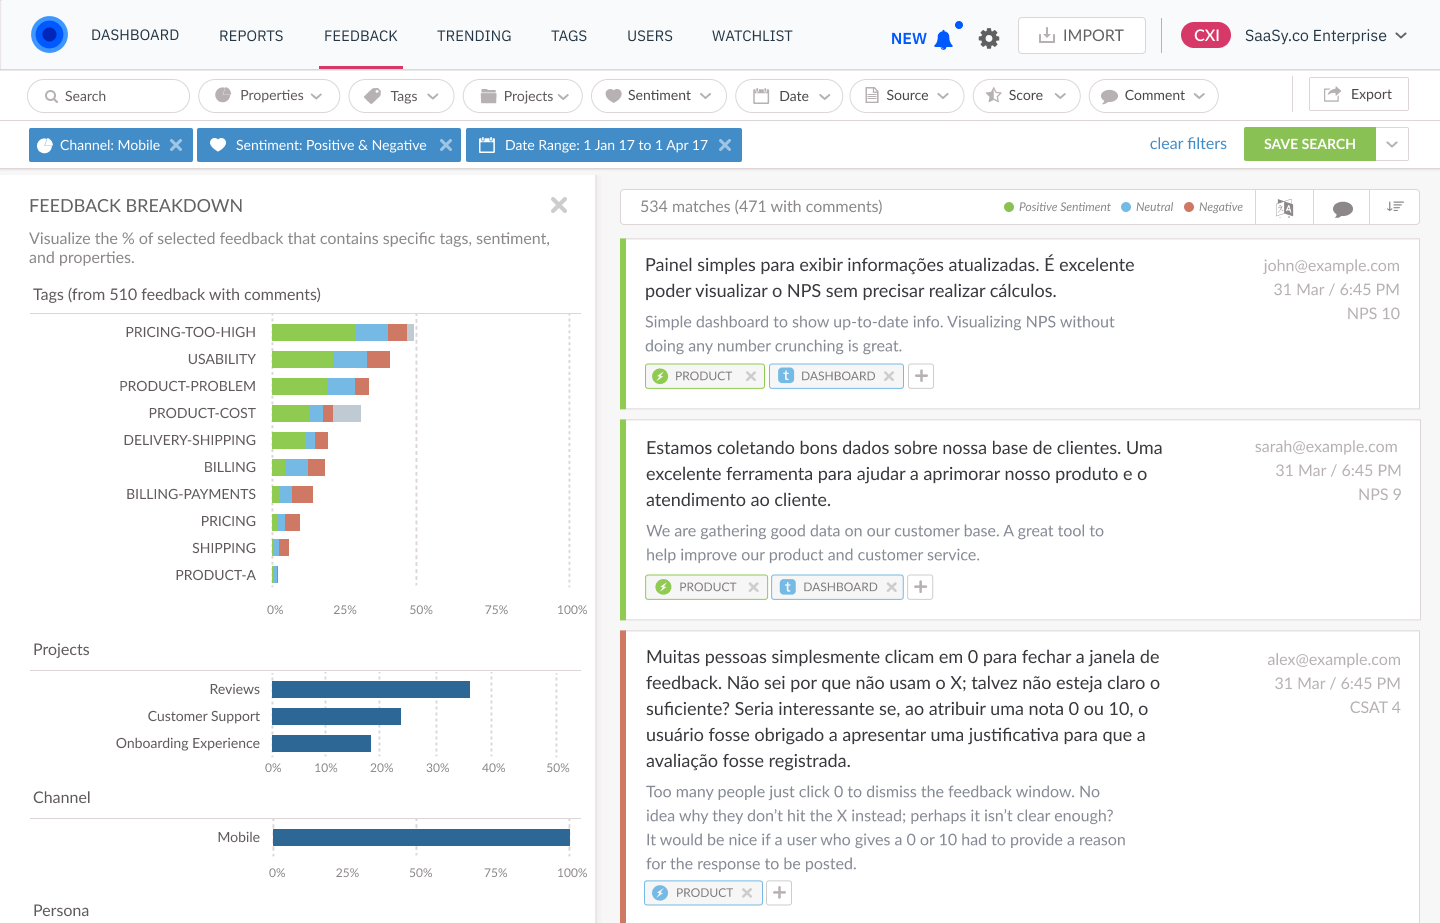 DASHBOARD REPORTS FEEDBACK TRENDING TAGS USERS WATCHLIST NEW IMPORT CXI SaaSy.co Enterprise
Search Properties Tags Projects Sentiment Date Source Score Comment Export
Channel: Mobile Sentiment: Positive & Negative Date Range: 1 Jan 17 to 1 Apr 17 clear filters SAVE SEARCH
FEEDBACK BREAKDOWN
Visualize the % of selected feedback that contains specific tags, sentiment,
and properties.
Tags (from 510 feedback with comments)
PRICING-TOO-HIGH
USABILITY
PRODUCT-PROBLEM
PRODUCT-COST
DELIVERY-SHIPPING
BILLING
BILLING-PAYMENTS
PRICING
SHIPPING
PRODUCT-A
0% 25% 50% 75% 100%
Projects
Reviews
Customer Support
Onboarding Experience
0% 10% 20% 30% 40% 50%
Channel
Mobile
0% 25% 50% 75% 100%
Persona
534 matches (471 with comments) Positive Sentiment Neutral Negative
Painel simples para exibir informações atualizadas. É excelente
poder visualizar o NPS sem precisar realizar cálculos.
Simple dashboard to show up-to-date info. Visualizing NPS without
doing any number crunching is great.
PRODUCT DASHBOARD
john@example.com
31 Mar / 6:45 PM
NPS 10
Estamos coletando bons dados sobre nossa base de clientes. Uma
excelente ferramenta para ajudar a aprimorar nosso produto e o
atendimento ao cliente.
We are gathering good data on our customer base. A great tool to
help improve our product and customer service.
PRODUCT DASHBOARD
sarah@example.com
31 Mar / 6:45 PM
NPS 9
Muitas pessoas simplesmente clicam em 0 para fechar a janela de
feedback. Não sei por que não usam o X; talvez não esteja claro o
suficiente? Seria interessante se, ao atribuir uma nota 0 ou 10, o
usuário fosse obrigado a apresentar uma justificativa para que a
avaliação fosse registrada.
Too many people just click 0 to dismiss the feedback window. No
idea why they don't hit the X instead; perhaps it isn't clear enough?
It would be nice if a user who gives a 0 or 10 had to provide a reason
for the response to be posted.
PRODUCT
alex@example.com
31 Mar / 6:45 PM
CSAT 4